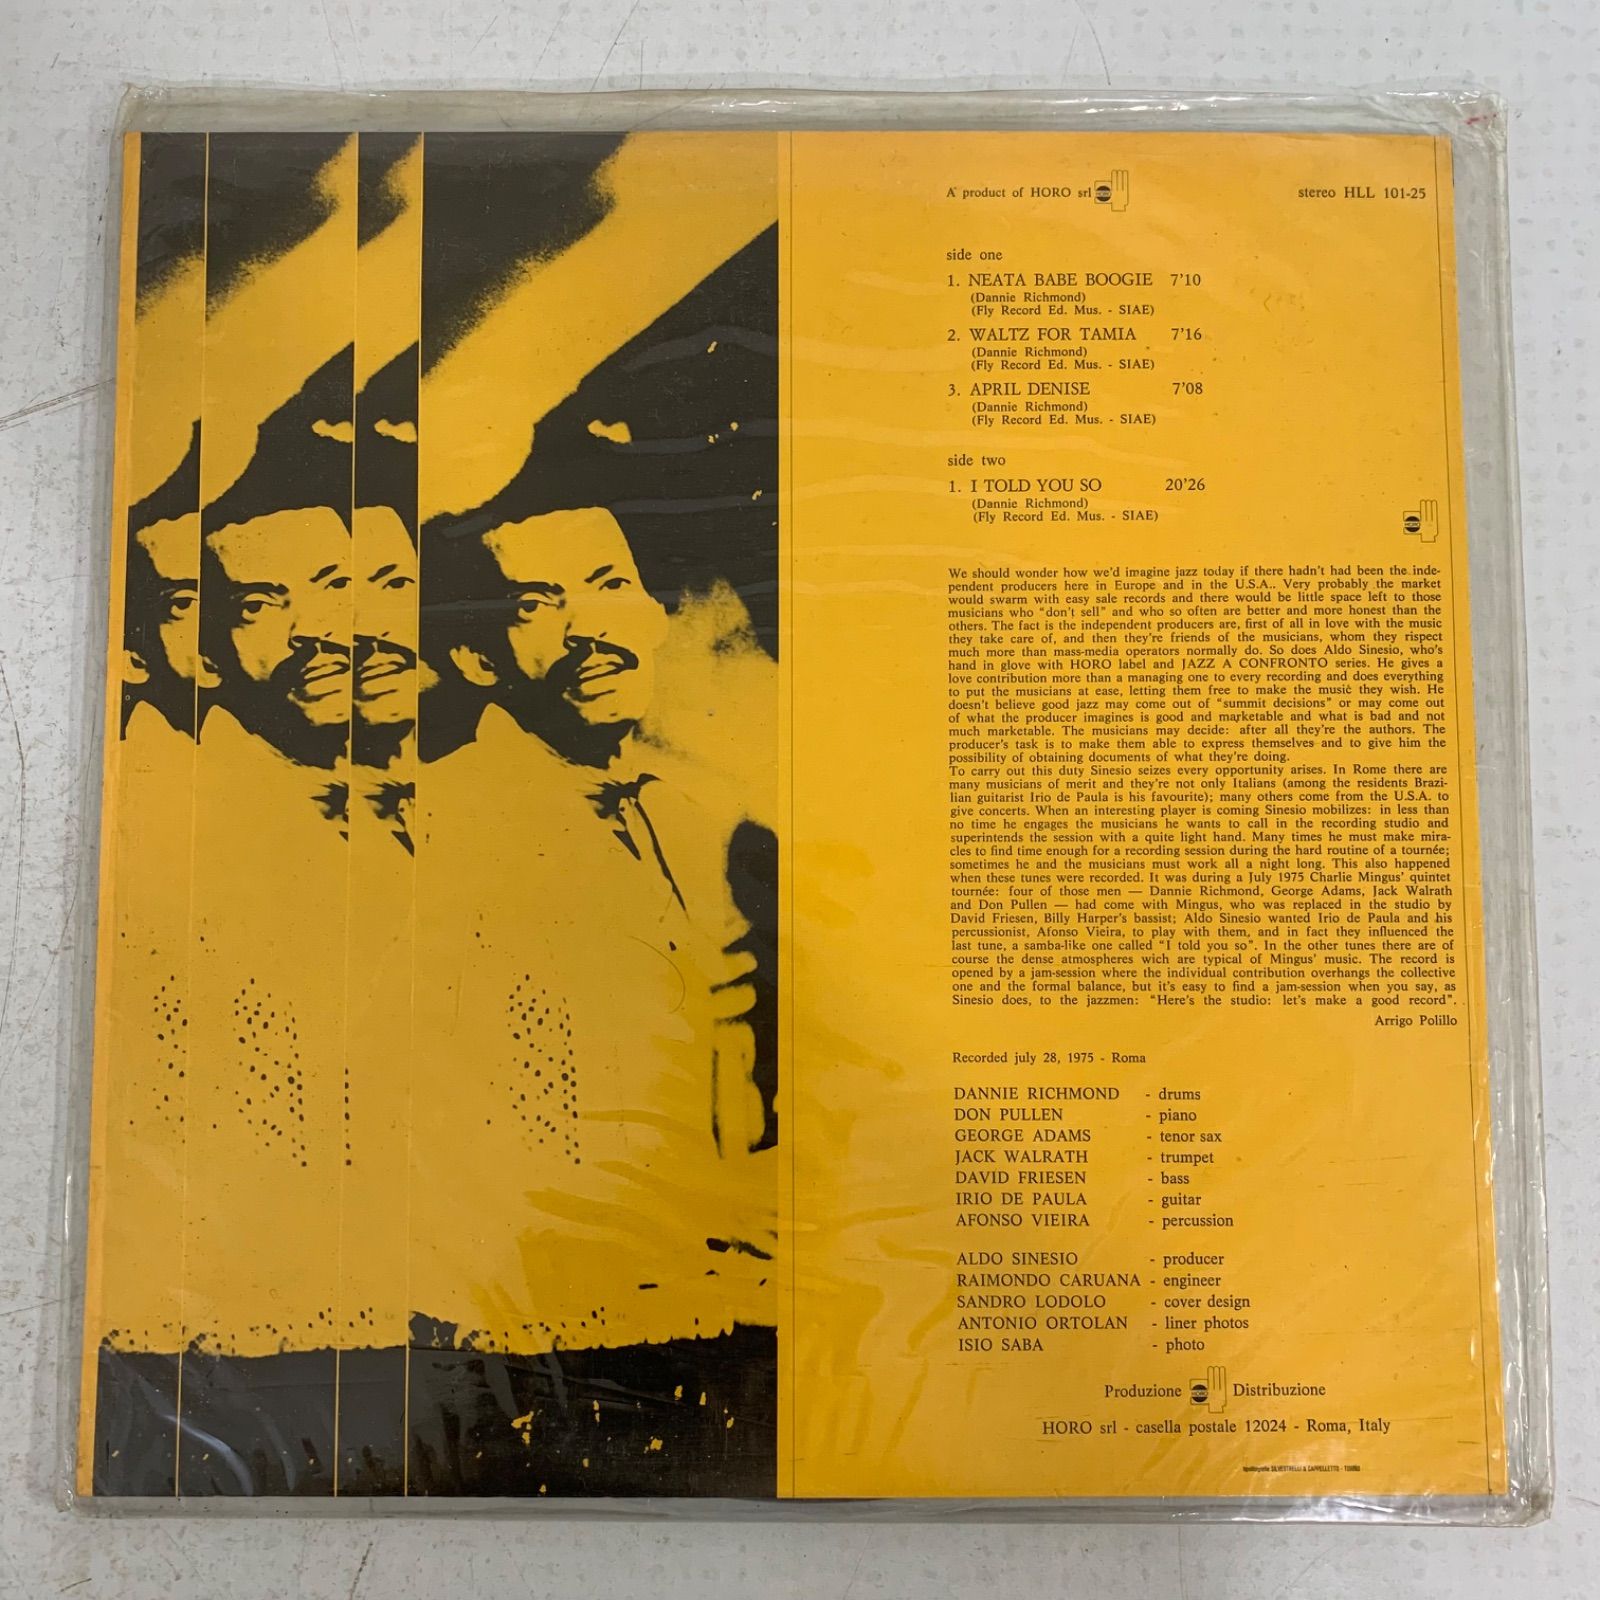 A product of HORO srl HORO stereo HLL 101-25
side one
1. NEATA BABE BOOGIE 7'10
(Dannie Richmond)
(Fly Record Ed. Mus. - SIAE)
2. WALTZ FOR TAMIA 7'16
(Dannie Richmond)
(Fly Record Ed. Mus. - SIAE)
3. APRIL DENISE 7'08
(Dannie Richmond)
(Fly Record Ed. Mus. - SIAE)
side two
1. I TOLD YOU SO 20'26
(Dannie Richmond)
(Fly Record Ed. Mus. - SIAE)
HORO
We should wonder how we'd imagine jazz today if there hadn't had been the inde-
pendent producers here in Europe and in the U.S.A.. Very probably the market
would swarm with easy sale records and there would be little space left to those
musicians who "don't sell" and who so often are better and more honest than the
others. The fact is the independent producers are, first of all in love with the music
they take care of, and then they're friends of the musicians, whom they rispect
much more than mass-media operators normally do. So does Aldo Sinesio, who's
hand in glove with HORO label and JAZZ A CONFRONTO series. He gives a
love contribution more than a managing one to every recording and does everything
to put the musicians at ease, letting them free to make the music they wish. He
doesn't believe good jazz may come out of "summit decisions" or may come out
of what the producer imagines is good and marketable and what is bad and not
much marketable. The musicians may decide: after all they're the authors. The
producer's task is to make them able to express themselves and to give him the
possibility of obtaining documents of what they're doing.
To carry out this duty Sinesio seizes every opportunity arises. In Rome there are
many musicians of merit and they're not only Italians (among the residents Brazi-
lian guitarist Irio de Paula is his favourite); many others come from the U.S.A. to
give concerts. When an interesting player is coming Sinesio mobilizes: in less than
no time he engages the musicians he wants to call in the recording studio and
superintends the session with a quite light hand. Many times he must make mira-
cles to find time enough for a recording session during the hard routine of a tournée;
sometimes he and the musicians must work all a night long. This also happened
when these tunes were recorded. It was during a July 1975 Charlie Mingus' quintet
tournée: four of those men — Dannie Richmond, George Adams, Jack Walrath
and Don Pullen — had come with Mingus, who was replaced in the studio by
David Friesen, Billy Harper's bassist; Aldo Sinesio wanted Irio de Paula and his
percussionist, Afonso Vieira, to play with them, and in fact they influenced the
last tune, a samba-like one called "I told you so". In the other tunes there are of
course the dense atmospheres wich are typical of Mingus' music. The record is
opened by a jam-session where the individual contribution overhangs the collective
one and the formal balance, but it's easy to find a jam-session when you say, as
Sinesio does, to the jazzmen: "Here's the studio: let's make a good record".
Arrigo Polillo
Recorded july 28, 1975 - Roma
DANNIE RICHMOND - drums
DON PULLEN - piano
GEORGE ADAMS - tenor sax
JACK WALRATH - trumpet
DAVID FRIESEN - bass
IRIO DE PAULA - guitar
AFONSO VIEIRA - percussion
ALDO SINESIO - producer
RAIMONDO CARUANA - engineer
SANDRO LODOLO - cover design
ANTONIO ORTOLAN - liner photos
ISIO SABA - photo
Produzione HORO Distribuzione
HORO srl - casella postale 12024 - Roma, Italy
SILVESTRELLI & CAPPELLETTO - TORINO